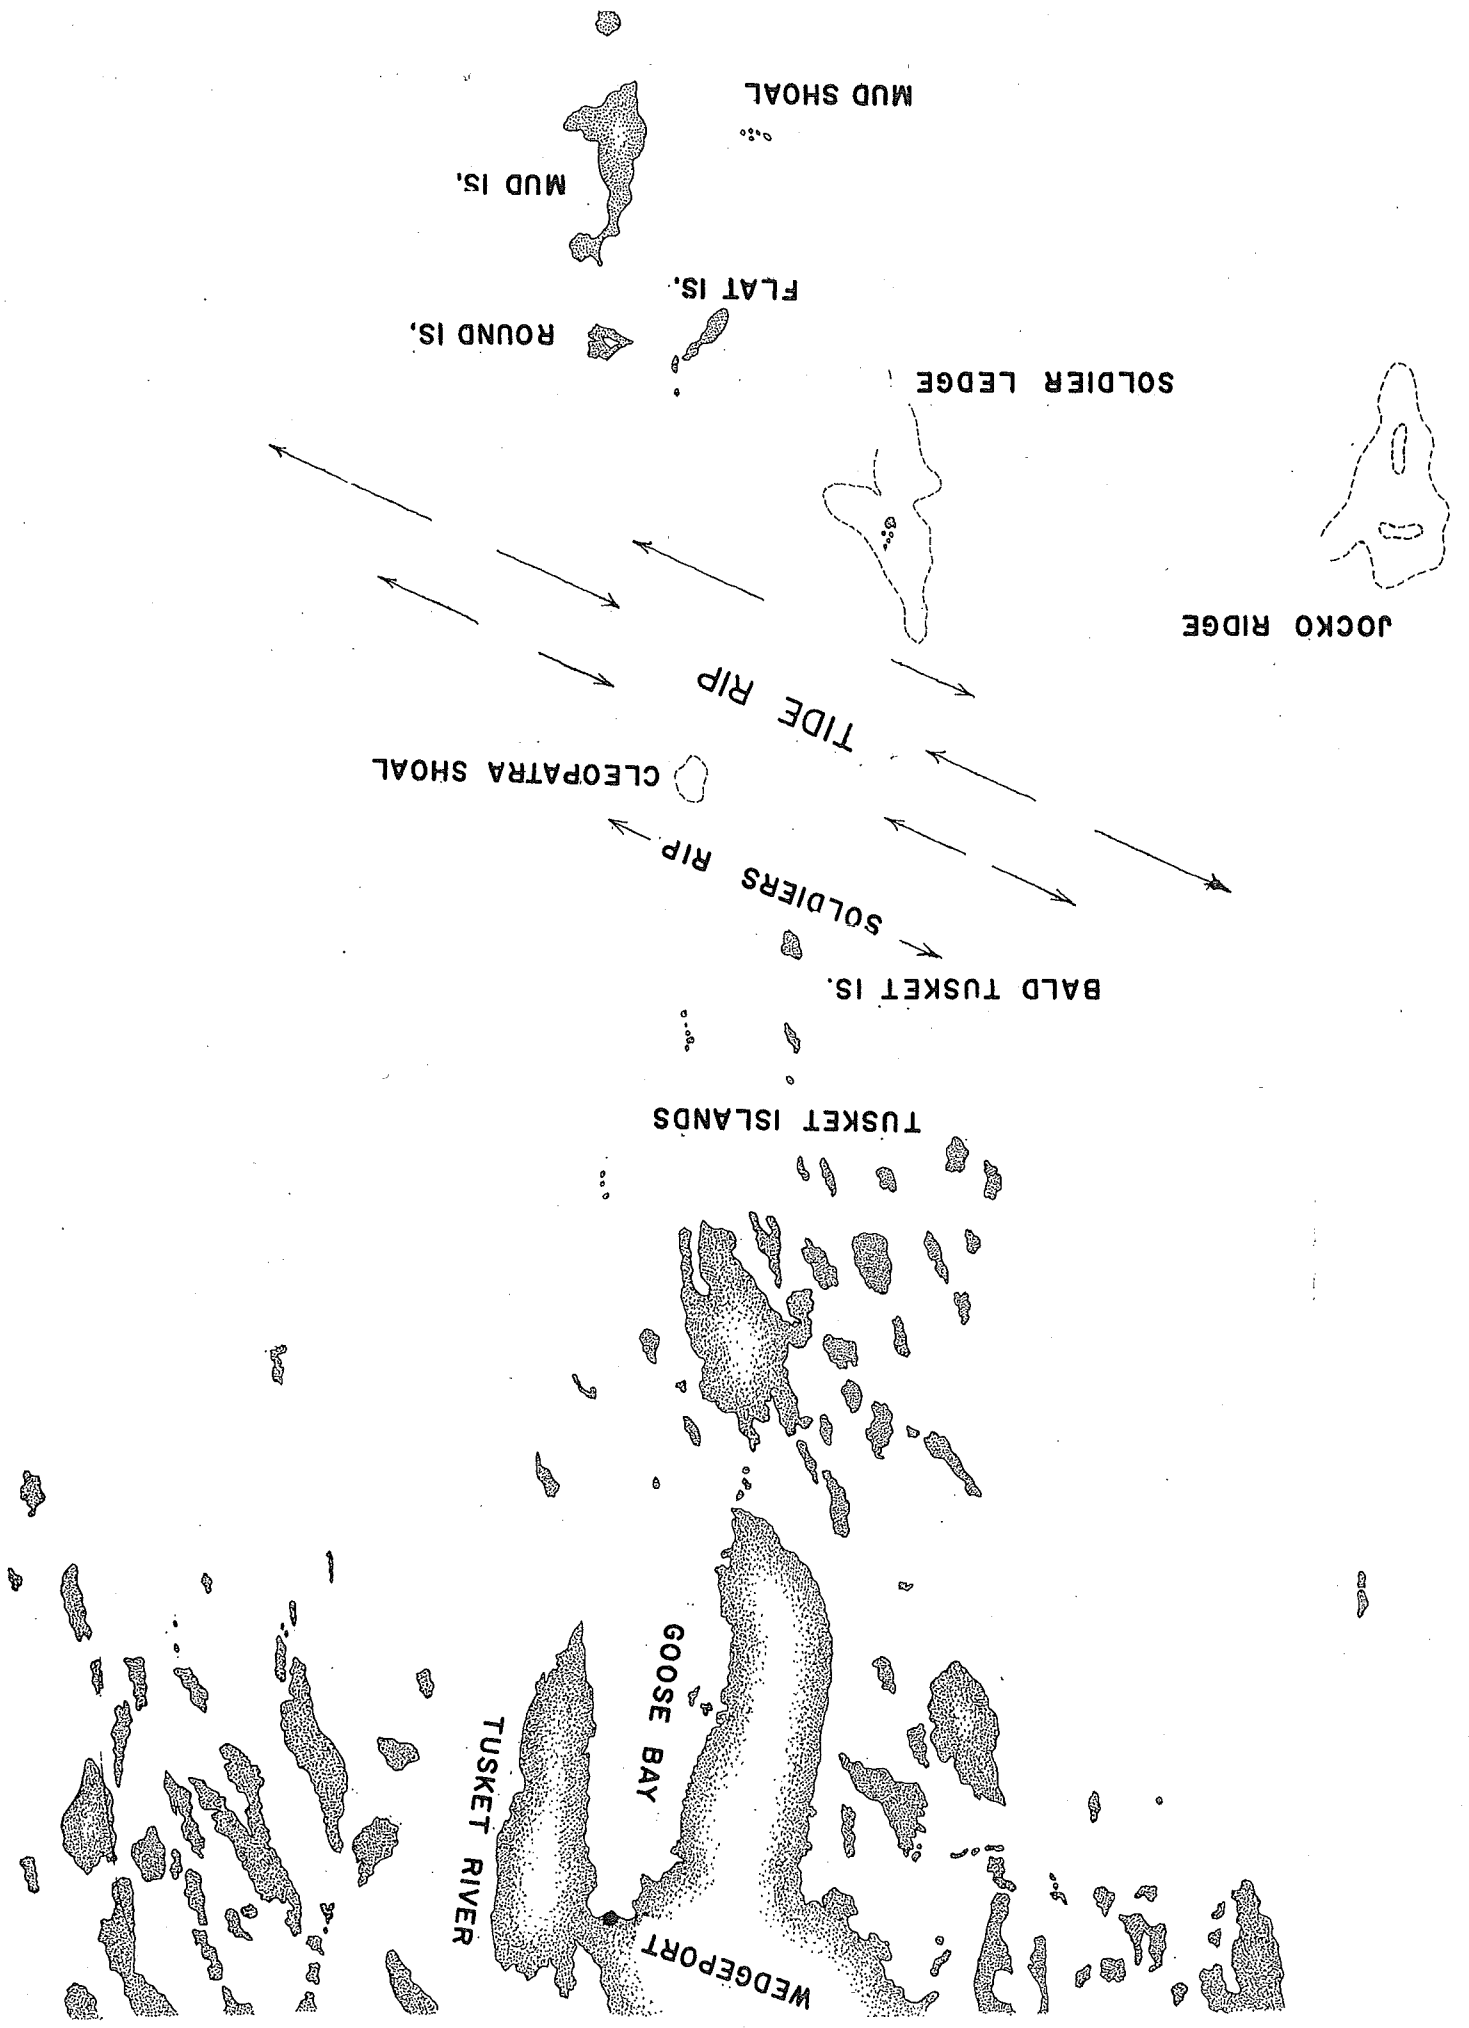 WEDGEPORT
TUSKET RIVER
GOOSE BAY
TUSKET ISLANDS
BALD TUSKET IS.
SOLDIERS RIP
CLEOPATRA SHOAL
TIDE RIP
JOCKO RIDGE
SOLDIER LEDGE
ROUND IS.
FLAT IS.
MUD IS.
MUD SHOAL